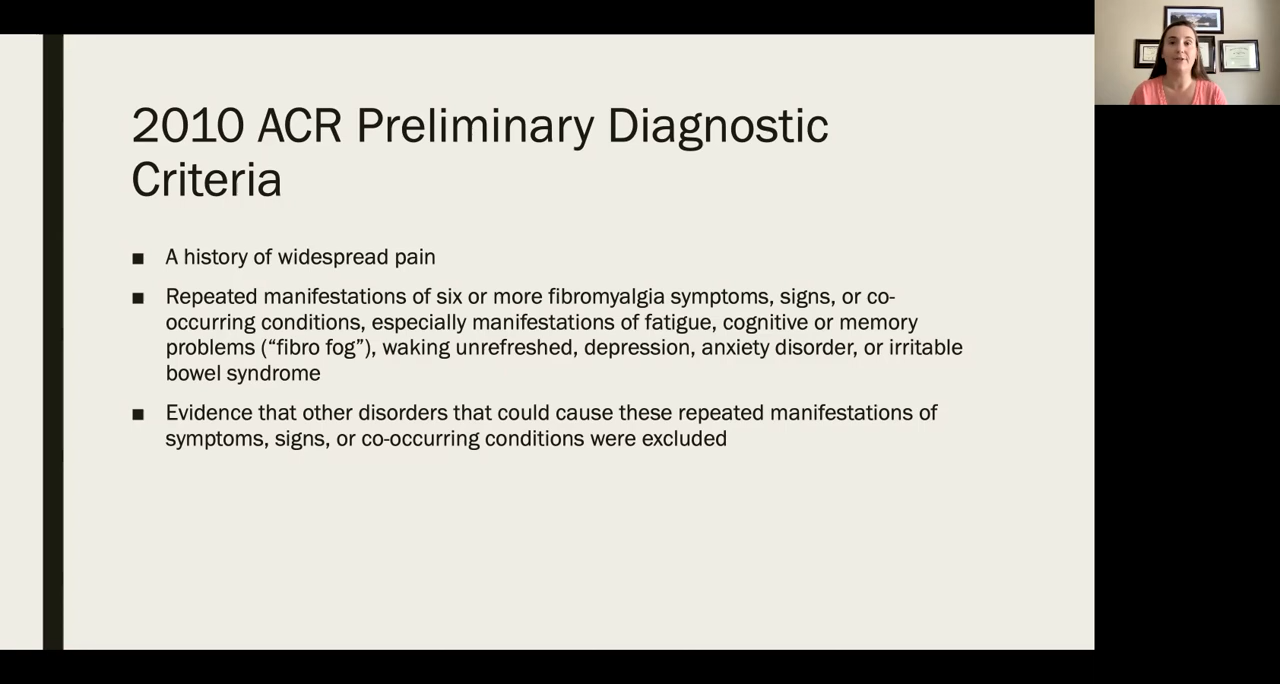 2010 ACR Preliminary Diagnostic
Criteria
■ A history of widespread pain
■ Repeated manifestations of six or more fibromyalgia symptoms, signs, or co-
occurring conditions, especially manifestations of fatigue, cognitive or memory
problems (“fibro fog”), waking unrefreshed, depression, anxiety disorder, or irritable
bowel syndrome
■ Evidence that other disorders that could cause these repeated manifestations of
symptoms, signs, or co-occurring conditions were excluded